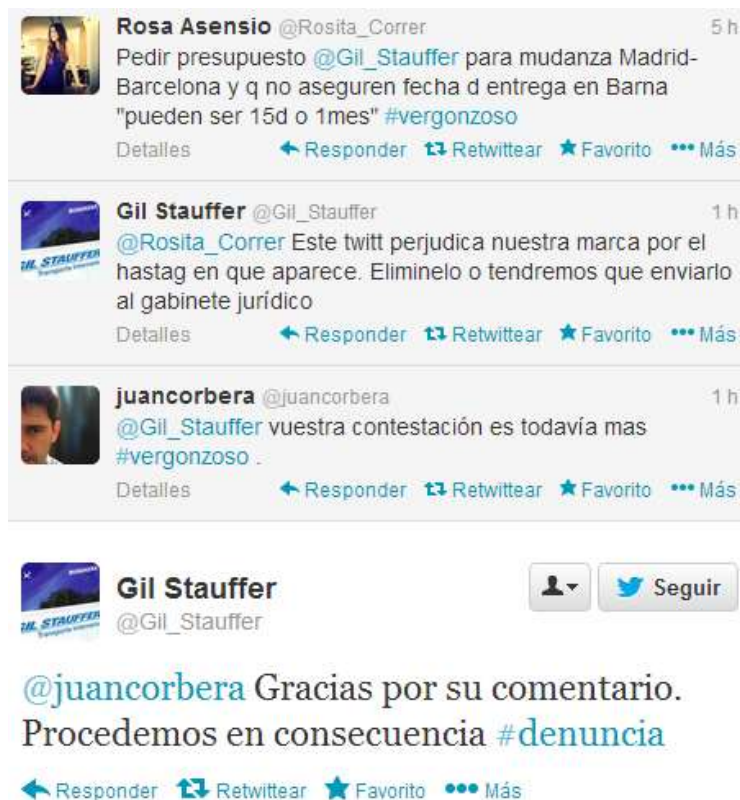 Rosa Asensio @Rosita_Correr 5 h
Pedir presupuesto @Gil_Stauffer para mudanza Madrid-
Barcelona y q no aseguren fecha d entrega en Barna
"pueden ser 15d o 1mes" #vergonzoso
Detalles Responder Retwittear Favorito Más
Gil Stauffer @Gil_Stauffer 1 h
@Rosita_Correr Este twitt perjudica nuestra marca por el
hastag en que aparece. Eliminelo o tendremos que enviarlo
al gabinete jurídico
Detalles Responder Retwittear Favorito Más
juancorbera @juancorbera 1 h
@Gil_Stauffer vuestra contestación es todavía mas
#vergonzoso .
Detalles Responder Retwittear Favorito Más
Gil Stauffer
@Gil_Stauffer
Seguir
@juancorbera Gracias por su comentario.
Procedemos en consecuencia #denuncia
Responder Retwittear Favorito Más